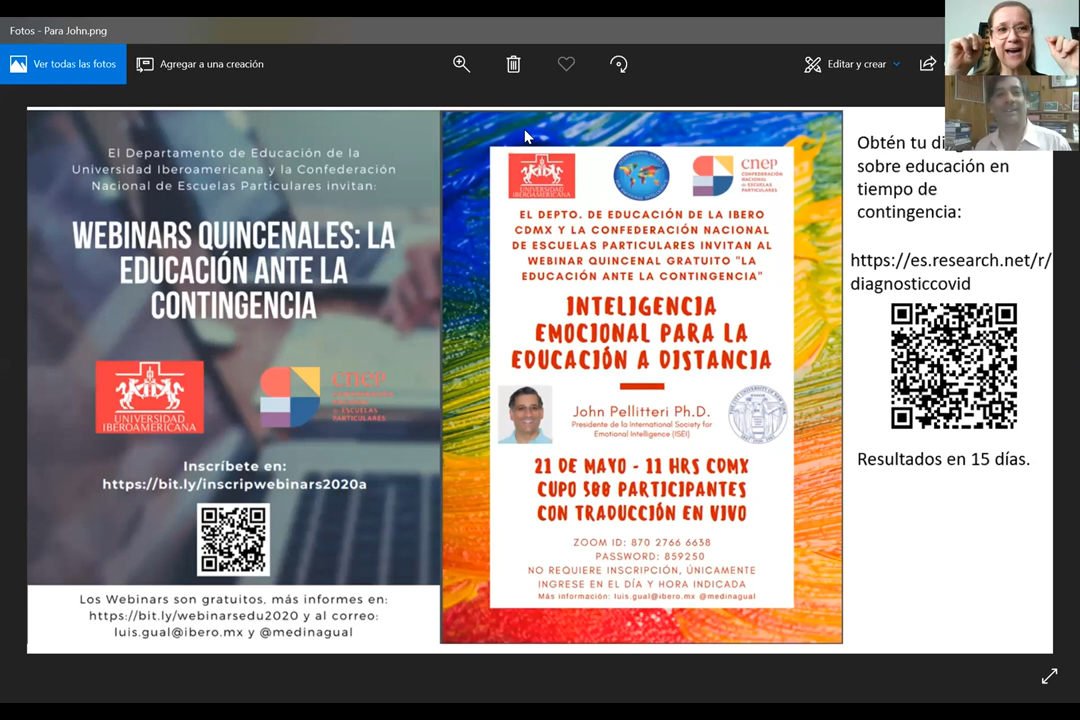 Fotos - Para John.png
Ver todas las fotos
Agregar a una creación
Editar y crear
El Departamento de Educación de la
Universidad Iberoamericana y la Confederación
Nacional de Escuelas Particulares invitan:
WEBINARS QUINCENALES: LA
EDUCACIÓN ANTE LA
CONTINGENCIA
UNIVERSIDAD
IBEROAMERICANA
cnep
CONFEDERACIÓN
NACIONAL
de ESCUELAS
PARTICULARES
Inscríbete en:
https://bit.ly/inscripwebinars2020a
Los Webinars son gratuitos, más informes en:
https://bit.ly/webinarsedu2020 y al correo:
luis.gual@ibero.mx y @medinagual
UNIVERSIDAD
IBEROAMERICANA
cnep
CONFEDERACIÓN
NACIONAL
de ESCUELAS
PARTICULARES
EL DEPTO. DE EDUCACIÓN DE LA IBERO
CDMX Y LA CONFEDERACIÓN NACIONAL
DE ESCUELAS PARTICULARES INVITAN AL
WEBINAR QUINCENAL GRATUITO "LA
EDUCACIÓN ANTE LA CONTINGENCIA"
INTELIGENCIA
EMOCIONAL PARA LA
EDUCACIÓN A DISTANCIA
John Pellitteri Ph.D.
Presidente de la International Society for
Emotional Intelligence (ISEI)
21 DE MAYO - 11 HRS CDMX
CUPO 500 PARTICIPANTES
CON TRADUCCIÓN EN VIVO
ZOOM ID: 870 2766 6638
PASSWORD: 859250
NO REQUIERE INSCRIPCIÓN, ÚNICAMENTE
INGRESE EN EL DÍA Y HORA INDICADA
Más información: luis.gual@ibero.mx @medinagual
Obtén tu di
sobre educación en
tiempo de
contingencia:
https://es.research.net/r/
diagnosticcovid
Resultados en 15 días.